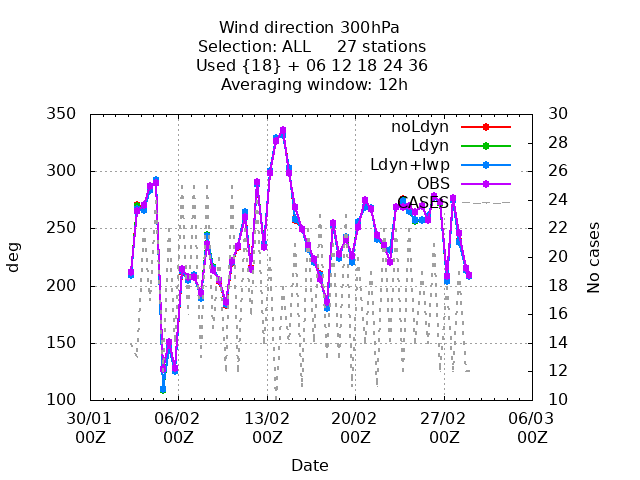 Wind direction 300hPa
Selection: ALL 27 stations
Used {18} + 06 12 18 24 36
Averaging window: 12h
350
300
250
200
150
100
deg
30
28
26
24
22
20
18
16
14
12
10
No cases
noLdyn
Ldyn
Ldyn+lwp
OBS
CASES
30/01 06/02 13/02 20/02 27/02 06/03
00Z 00Z 00Z 00Z 00Z 00Z
Date